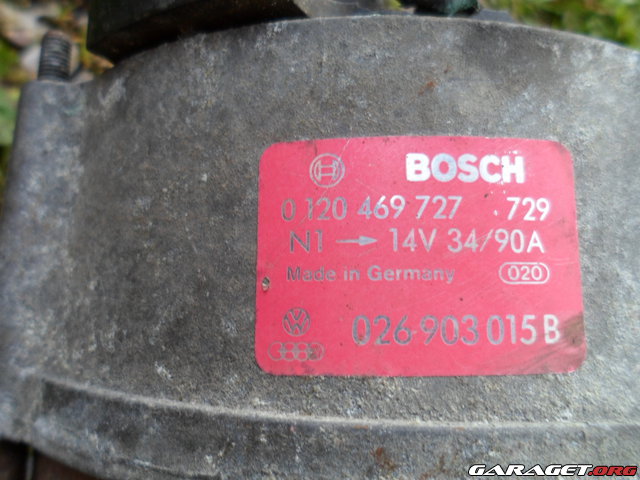 BOSCH
0 120 469 727 729
N1 → 14V 34/90A
Made in Germany 020
026 903 015 B
GARAGET.ORG